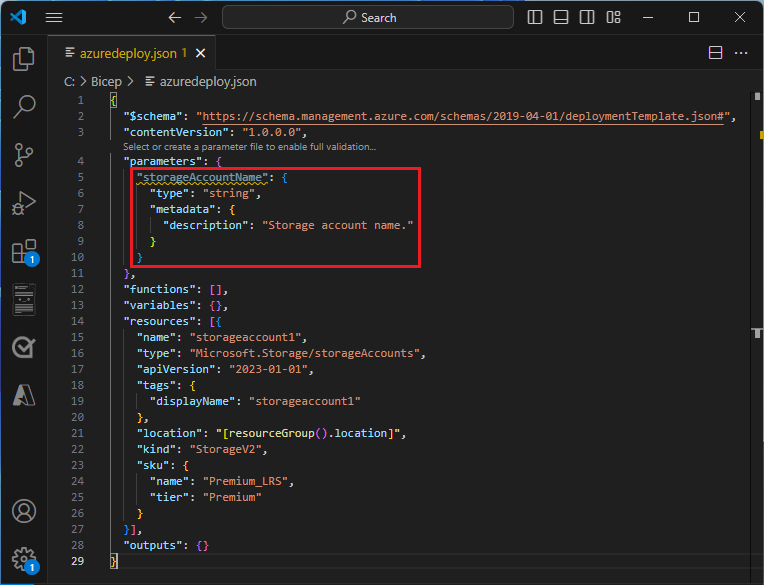 Search
azuredeploy.json 1
C: > Bicep > azuredeploy.json
1 {
2 "$schema": "https://schema.management.azure.com/schemas/2019-04-01/deploymentTemplate.json#",
3 "contentVersion": "1.0.0.0",
Select or create a parameter file to enable full validation...
4 "parameters": {
5 "storageAccountName": {
6 "type": "string",
7 "metadata": {
8 "description": "Storage account name."
9 }
10 }
11 },
12 "functions": [],
13 "variables": {},
14 "resources": [{
15 "name": "storageaccount1",
16 "type": "Microsoft.Storage/storageAccounts",
17 "apiVersion": "2023-01-01",
18 "tags": {
19 "displayName": "storageaccount1"
20 },
21 "location": "[resourceGroup().location]",
22 "kind": "StorageV2",
23 "sku": {
24 "name": "Premium_LRS",
25 "tier": "Premium"
26 }
27 }],
28 "outputs": {}
29 }
1
1